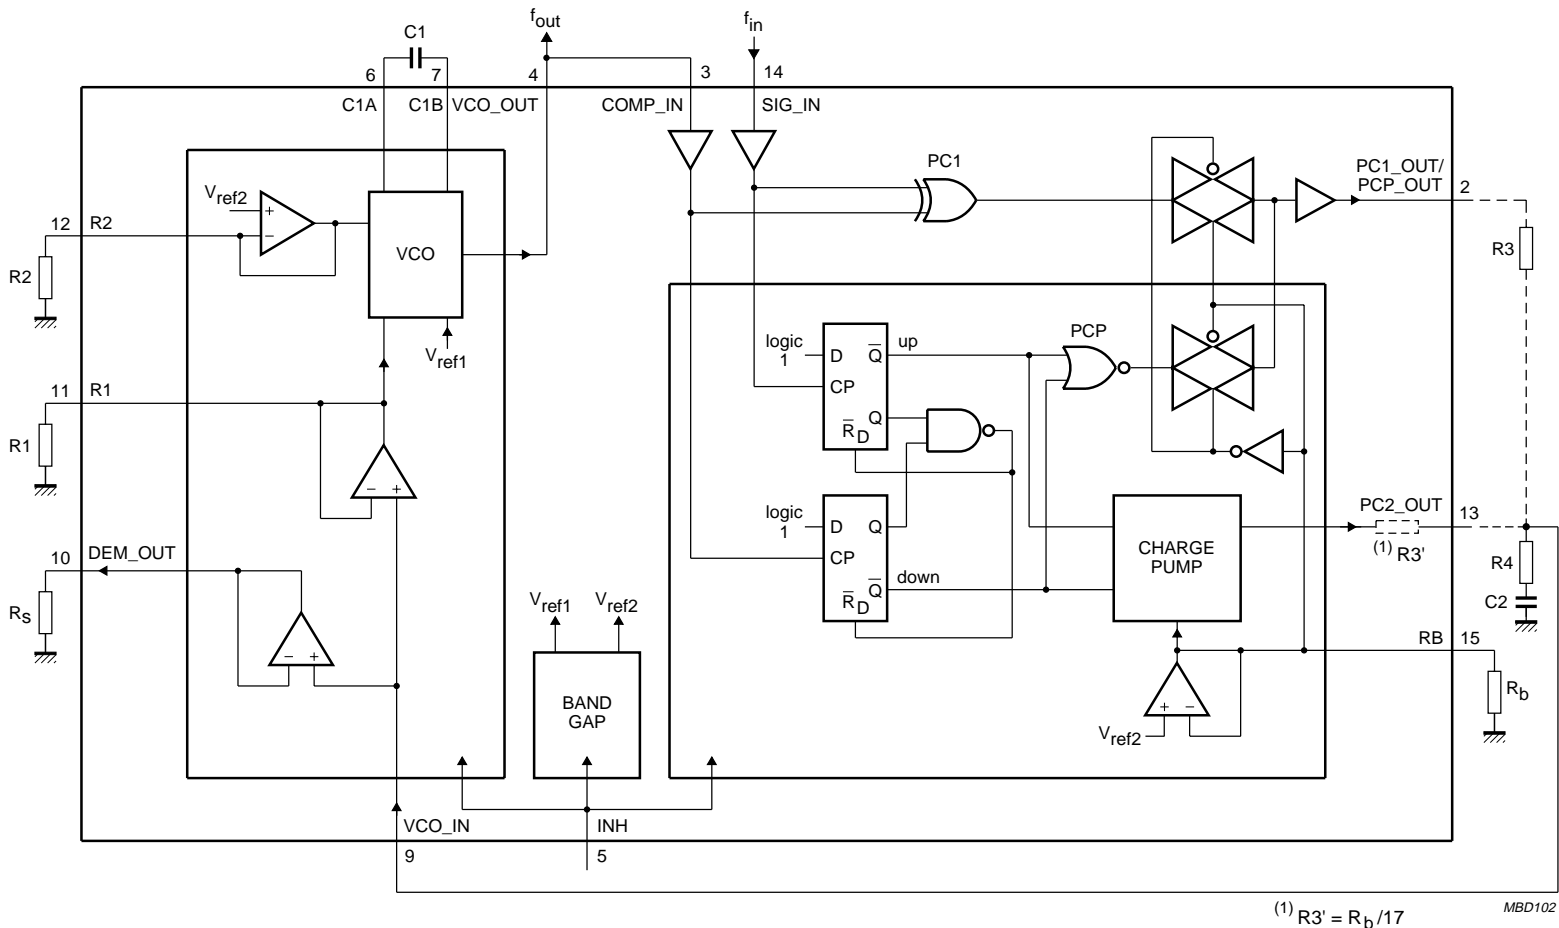 C1
fout
fin
6
7
4
3
14
C1A
C1B
VCO_OUT
COMP_IN
SIG_IN
PC1
PC1_OUT/
PCP_OUT
2
Vref2
+
−
12
R2
R2
VCO
R3
Vref1
logic
1
D
Q̅
up
CP
Q
R̅D
PCP
11
R1
R1
−
+
logic
1
D
Q
CP
Q̅
R̅D
down
CHARGE
PUMP
PC2_OUT
13
(1) R3'
R4
C2
10
DEM_OUT
Rs
−
+
Vref1
Vref2
BAND
GAP
RB
15
Rb
+
−
Vref2
VCO_IN
INH
9
5
(1) R3' = Rb/17
MBD102